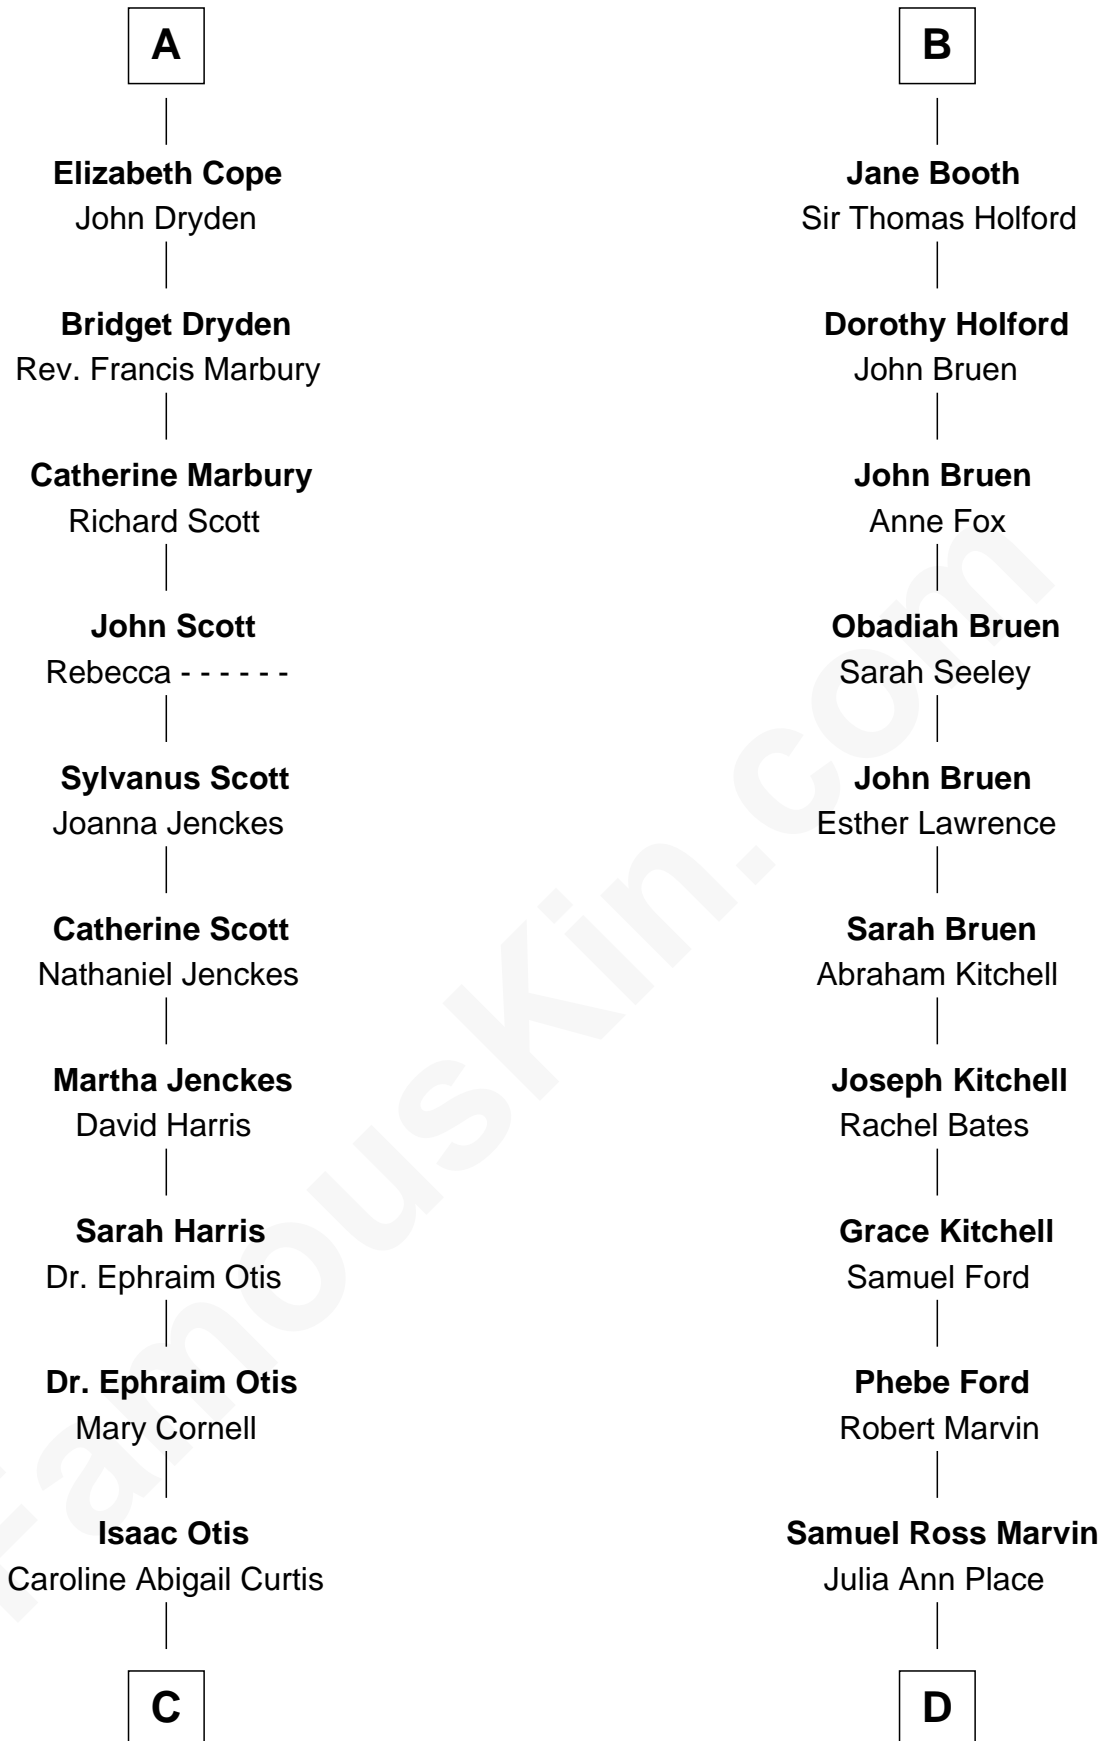 A
Elizabeth Cope
John Dryden
Bridget Dryden
Rev. Francis Marbury
Catherine Marbury
Richard Scott
John Scott
Rebecca - - - - - -
Sylvanus Scott
Joanna Jenckes
Catherine Scott
Nathaniel Jenckes
Martha Jenckes
David Harris
Sarah Harris
Dr. Ephraim Otis
Dr. Ephraim Otis
Mary Cornell
Isaac Otis
Caroline Abigail Curtis
C
B
Jane Booth
Sir Thomas Holford
Dorothy Holford
John Bruen
John Bruen
Anne Fox
Obadiah Bruen
Sarah Seeley
John Bruen
Esther Lawrence
Sarah Bruen
Abraham Kitchell
Joseph Kitchell
Rachel Bates
Grace Kitchell
Samuel Ford
Phebe Ford
Robert Marvin
Samuel Ross Marvin
Julia Ann Place
D
FamousKin.com